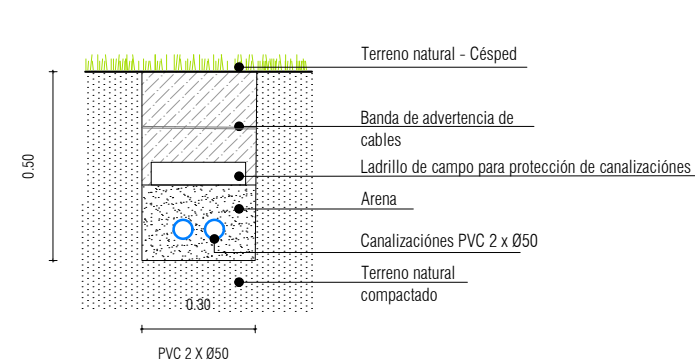 Terreno natural - Césped
Banda de advertencia de
cables
Ladrillo de campo para protección de canalizaciónes
Arena
Canalizaciónes PVC 2 x Ø50
Terreno natural
compactado
0.50
0.30
PVC 2 X Ø50